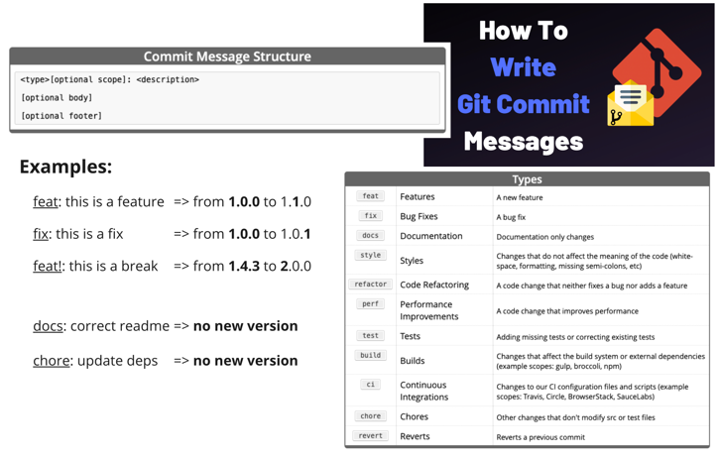 How To
Write
Git Commit
Messages
Commit Message Structure
<type>[optional scope]: <description>
[optional body]
[optional footer]
Examples:
feat: this is a feature => from 1.0.0 to 1.1.0
fix: this is a fix => from 1.0.0 to 1.0.1
feat!: this is a break => from 1.4.3 to 2.0.0
docs: correct readme => no new version
chore: update deps => no new version
Types
feat Features A new feature
fix Bug Fixes A bug fix
docs Documentation Documentation only changes
style Styles Changes that do not affect the meaning of the code (white-
space, formatting, missing semi-colons, etc)
refactor Code Refactoring A code change that neither fixes a bug nor adds a feature
perf Performance
Improvements A code change that improves performance
test Tests Adding missing tests or correcting existing tests
build Builds Changes that affect the build system or external dependencies
(example scopes: gulp, broccoli, npm)
ci Continuous
Integrations Changes to our CI configuration files and scripts (example
scopes: Travis, Circle, BrowserStack, SauceLabs)
chore Chores Other changes that don't modify src or test files
revert Reverts Reverts a previous commit